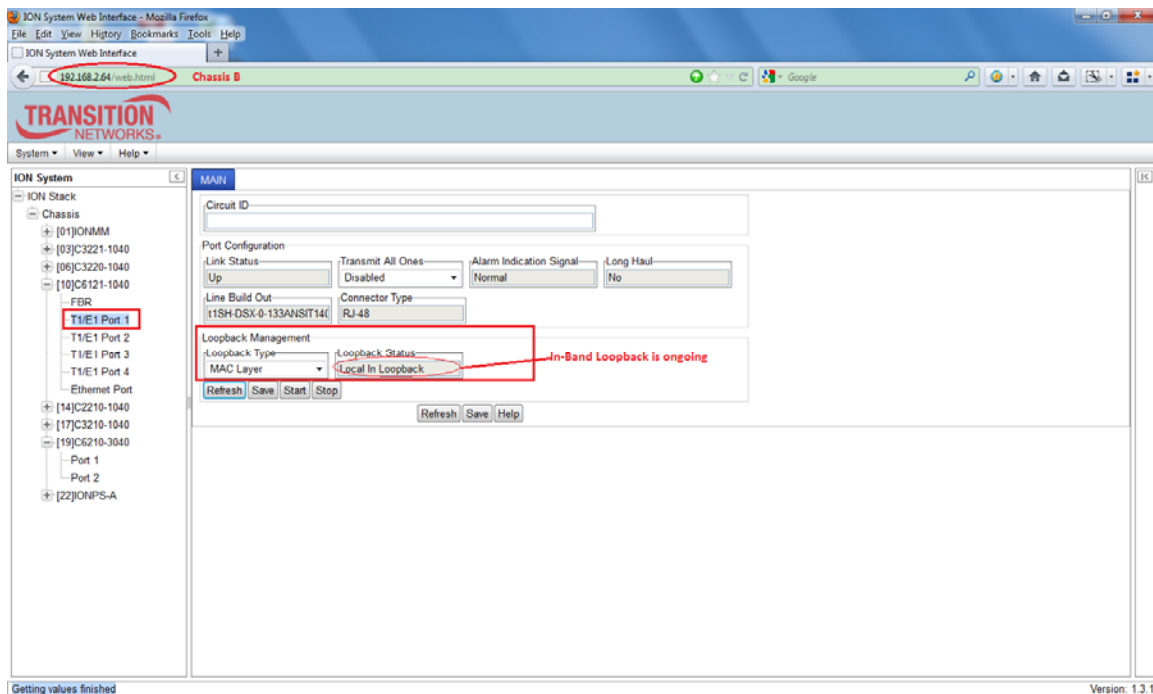 ION System Web Interface - Mozilla Firefox
File Edit View History Bookmarks Tools Help
ION System Web Interface +
192.168.2.64/web.html Chassis B Google
TRANSITION
NETWORKS®
System View Help
ION System
ION Stack
Chassis
[01]IONMM
[03]C3221-1040
[06]C3220-1040
[10]C6121-1040
FBR
T1/E1 Port 1
T1/E1 Port 2
T1/E1 Port 3
T1/E1 Port 4
Ethernet Port
[14]C2210-1040
[17]C3210-1040
[19]C6210-3040
Port 1
Port 2
[22]IONPS-A
MAIN
Circuit ID
Port Configuration
Link Status Transmit All Ones Alarm Indication Signal Long Haul
Up Disabled Normal No
Line Build Out Connector Type
t1SH-DSX-0-133ANSIT14( RJ-48
Loopback Management
Loopback Type Loopback Status
MAC Layer Local In Loopback
In-Band Loopback is ongoing
Refresh Save Start Stop
Refresh Save Help
Getting values finished
Version: 1.3.1